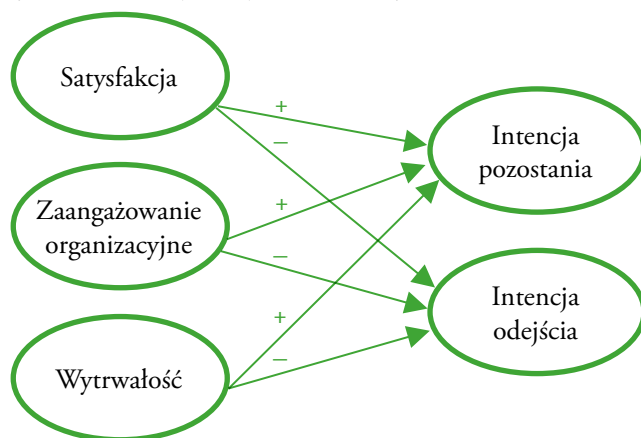 Satysfakcja
Zaangażowanie
organizacyjne
Wytrwałość
+
–
+
–
+
–
Intencja
pozostania
Intencja
odejścia